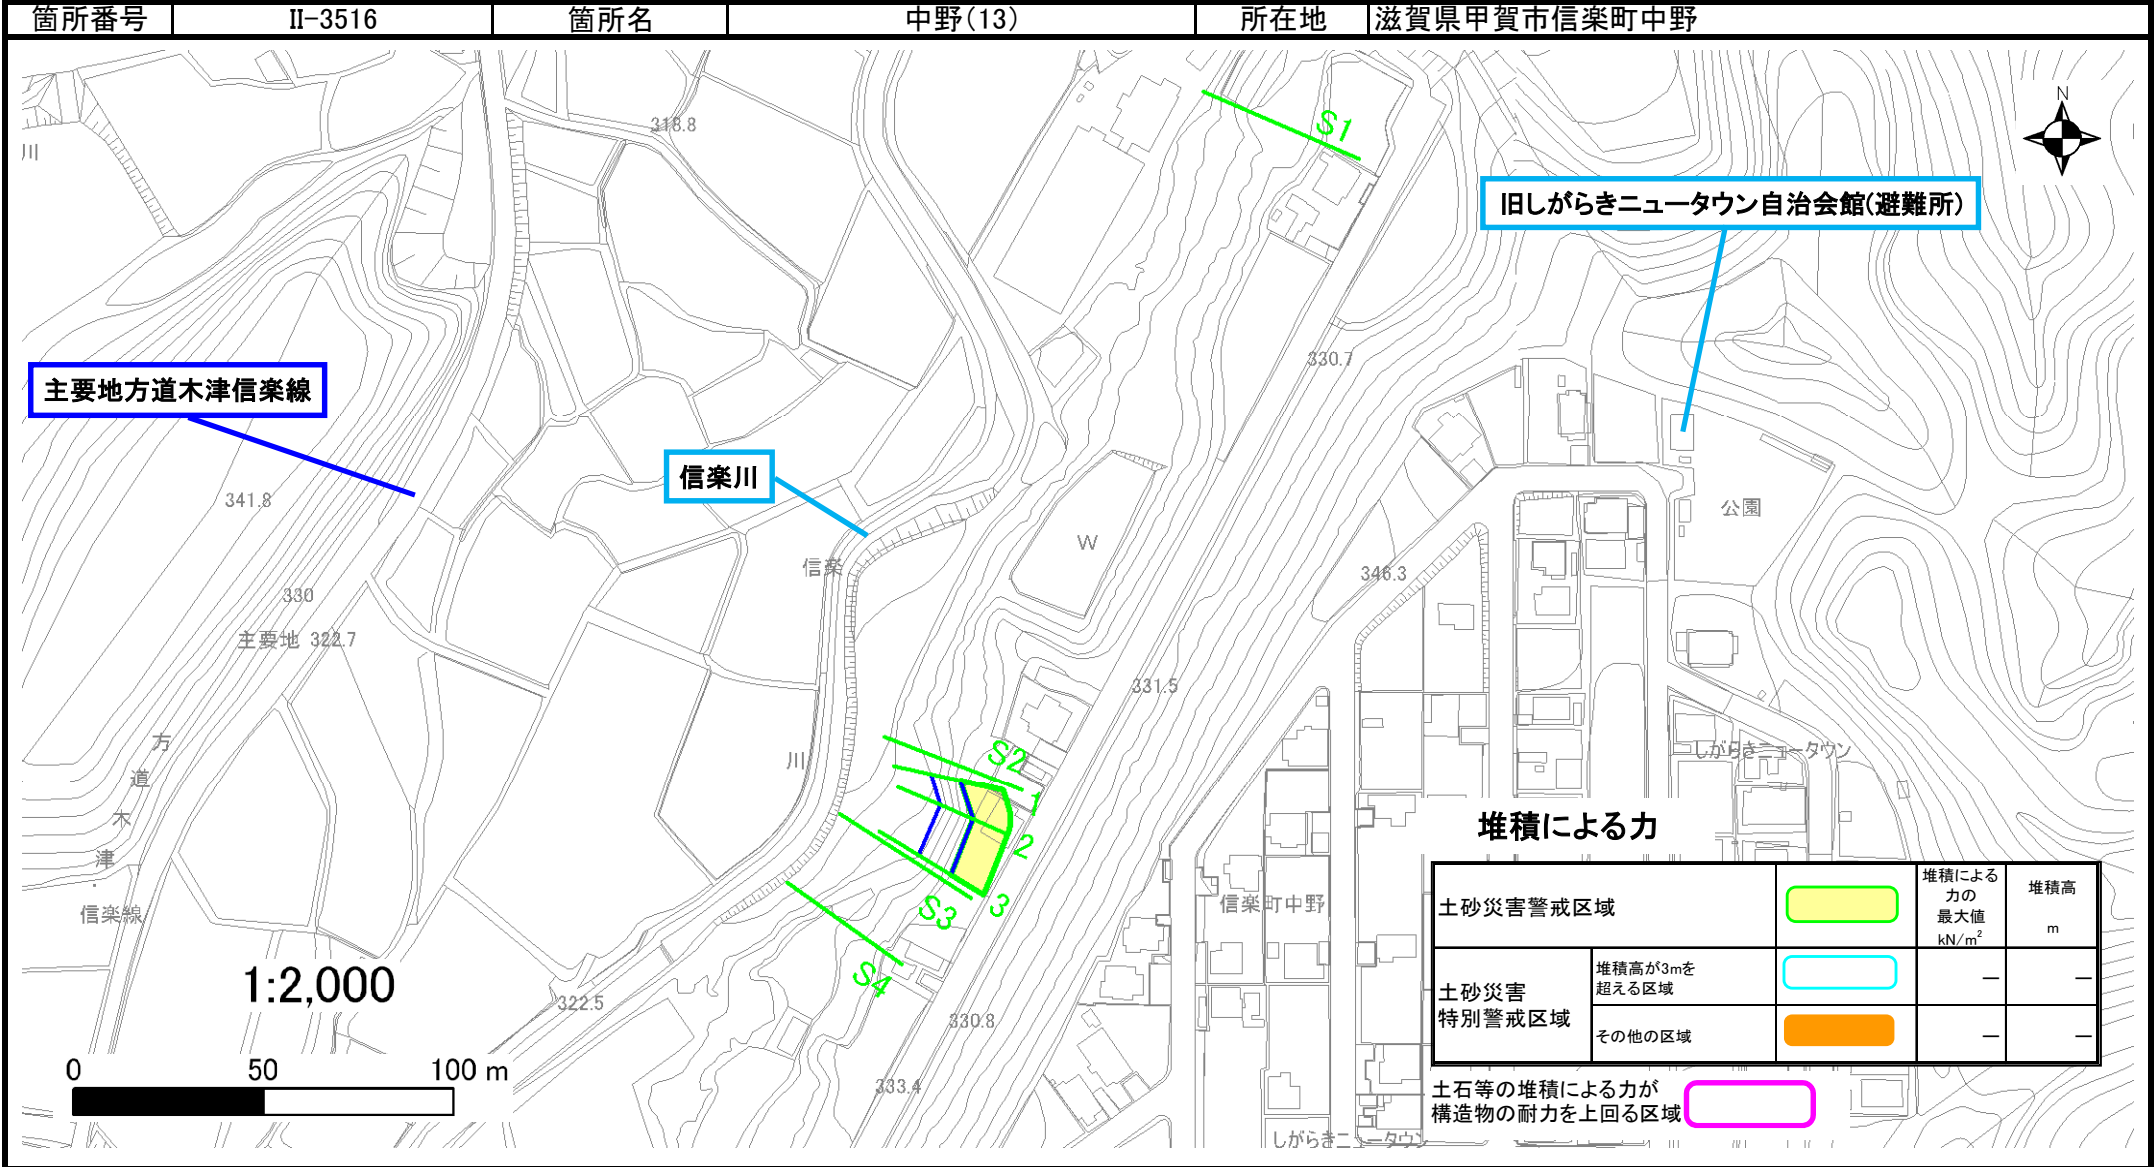 箇所番号 II-3516 箇所名 中野(13) 所在地 滋賀県甲賀市信楽町中野
318.8
S1
N
川
旧しがらきニュータウン自治会館(避難所)
330.7
主要地方道木津信楽線
信楽川
341.8
公園
W
信楽
346.3
330
主要地 322.7
331.5
方
道
川
S2
しがらきニュータウン
1
木
2
堆積による力
津
信楽線
S3
3
信楽町中野
土砂災害警戒区域
堆積による
力の
最大値
kN/m²
堆積高
m
土砂災害
特別警戒区域
堆積高が3mを
超える区域
― ―
その他の区域
― ―
S4
1:2,000
322.5
330.8
0 50 100 m
333.4
土石等の堆積による力が
構造物の耐力を上回る区域
しがらきニュータウン